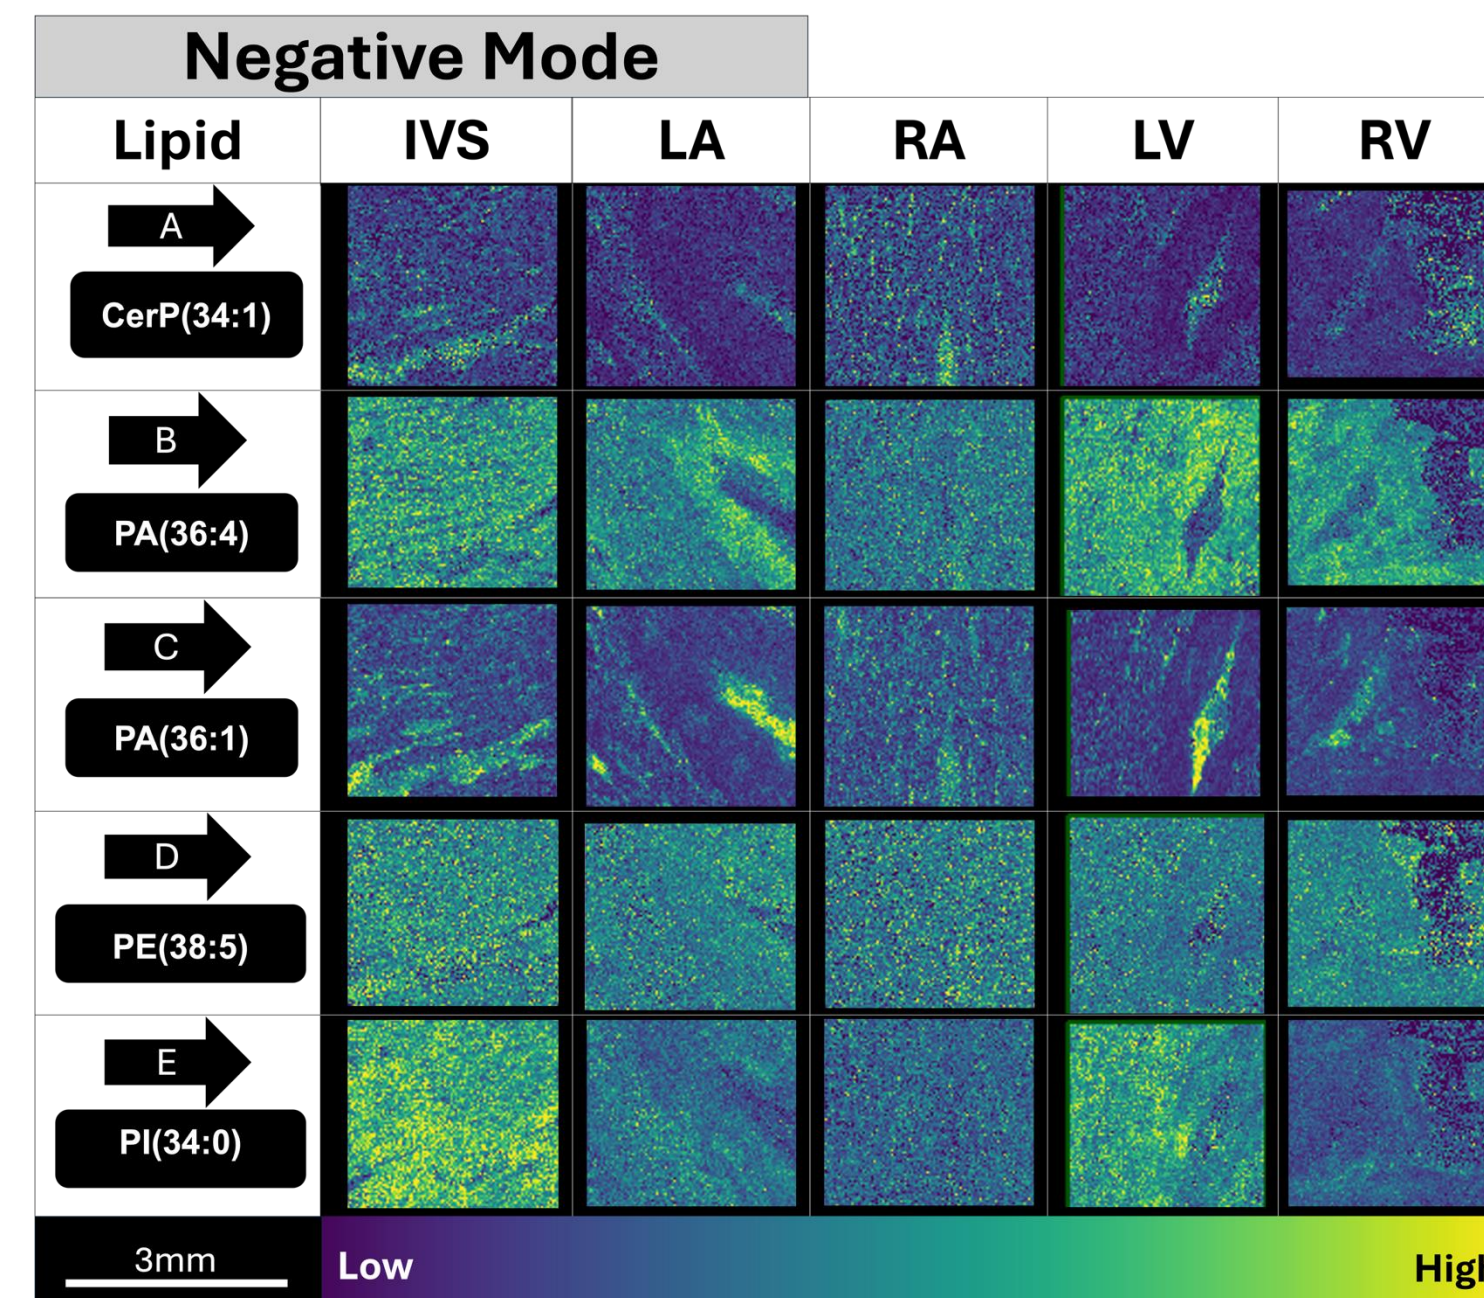 Negative Mode
Lipid IVS LA RA LV RV
A
CerP(34:1)
B
PA(36:4)
C
PA(36:1)
D
PE(38:5)
E
PI(34:0)
3mm Low High